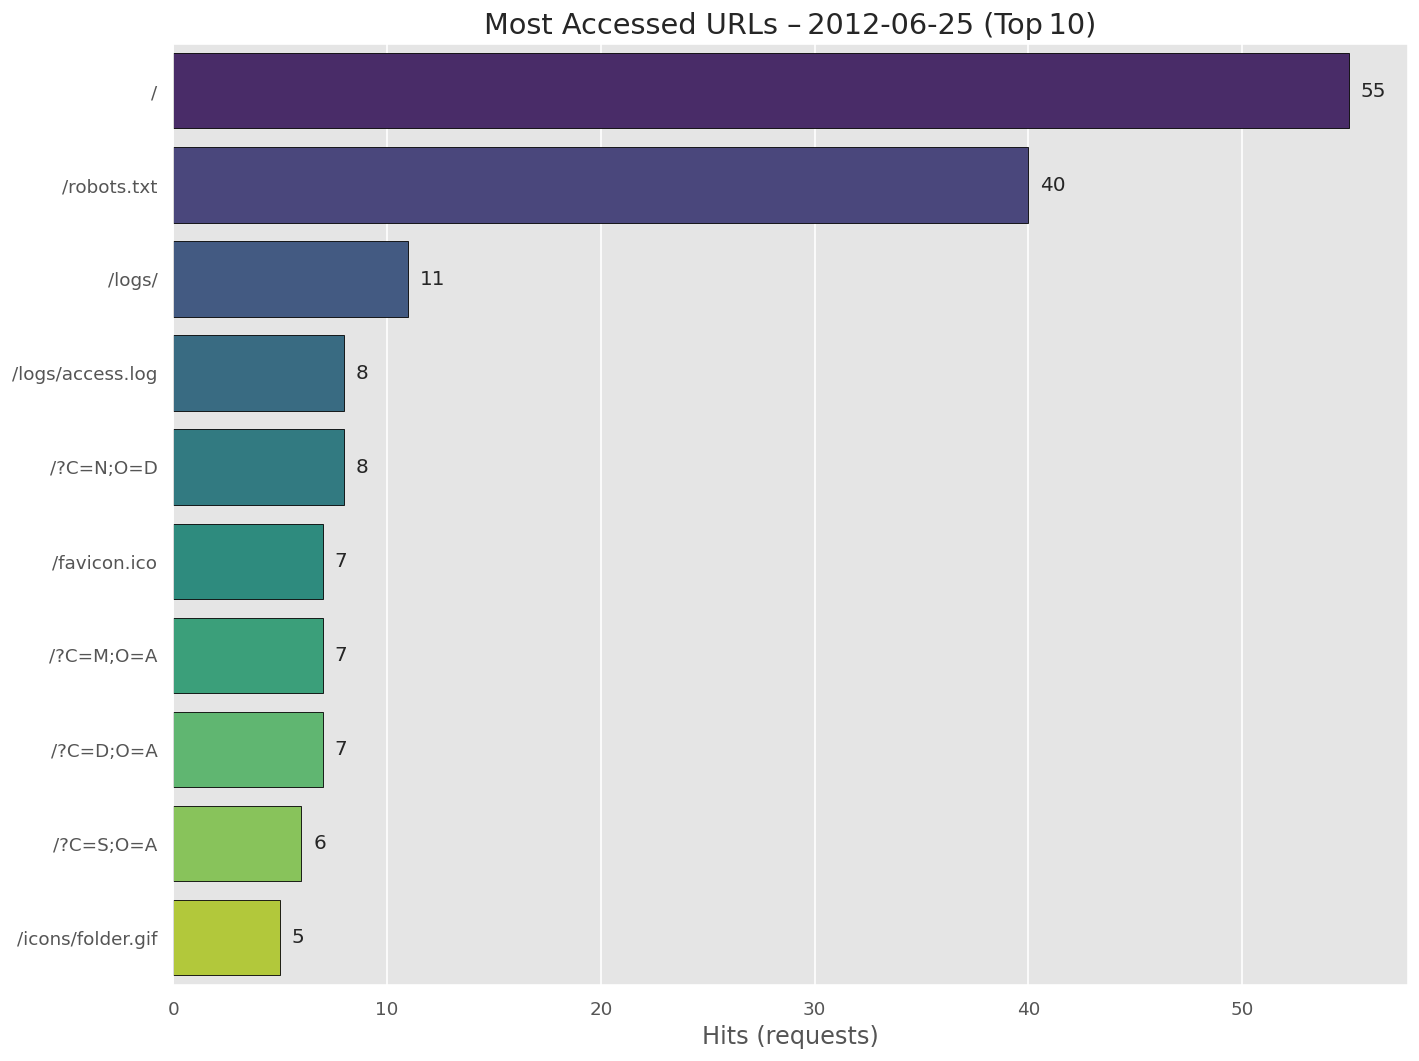 Most Accessed URLs – 2012-06-25 (Top 10)
/ 55
/robots.txt 40
/logs/ 11
/logs/access.log 8
/?C=N;O=D 8
/favicon.ico 7
/?C=M;O=A 7
/?C=D;O=A 7
/?C=S;O=A 6
/icons/folder.gif 5
0 10 20 30 40 50
Hits (requests)